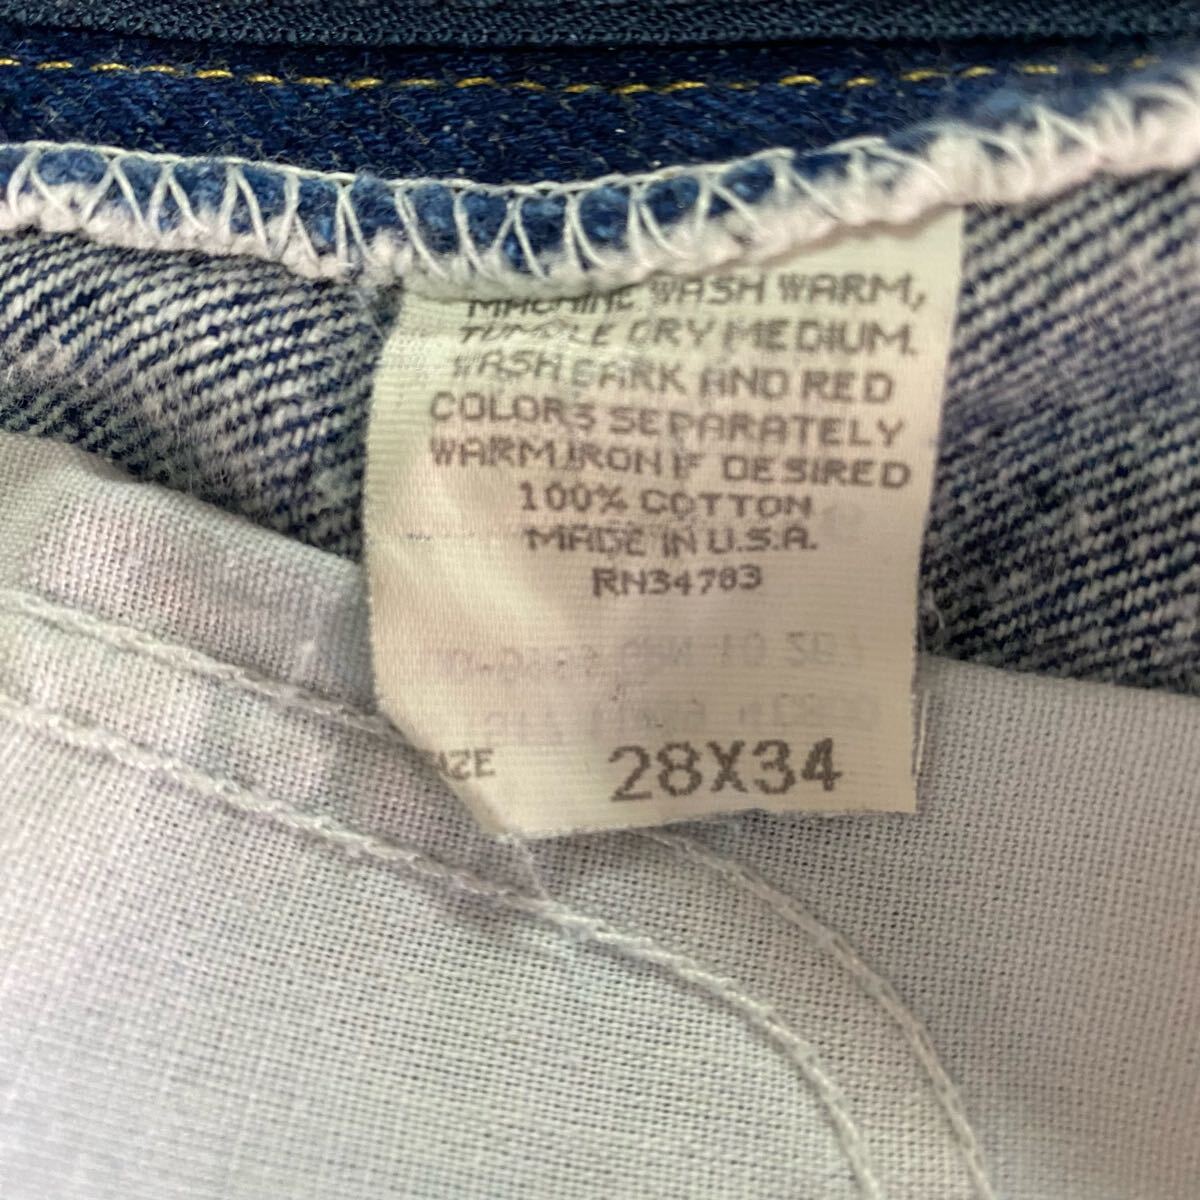 MACHINE WASH WARM,
TUMBLE DRY MEDIUM.
WASH DARK AND RED
COLORS SEPARATELY
WARM IRON IF DESIRED
100% COTTON
MADE IN U.S.A.
RN34783
SIZE 28X34